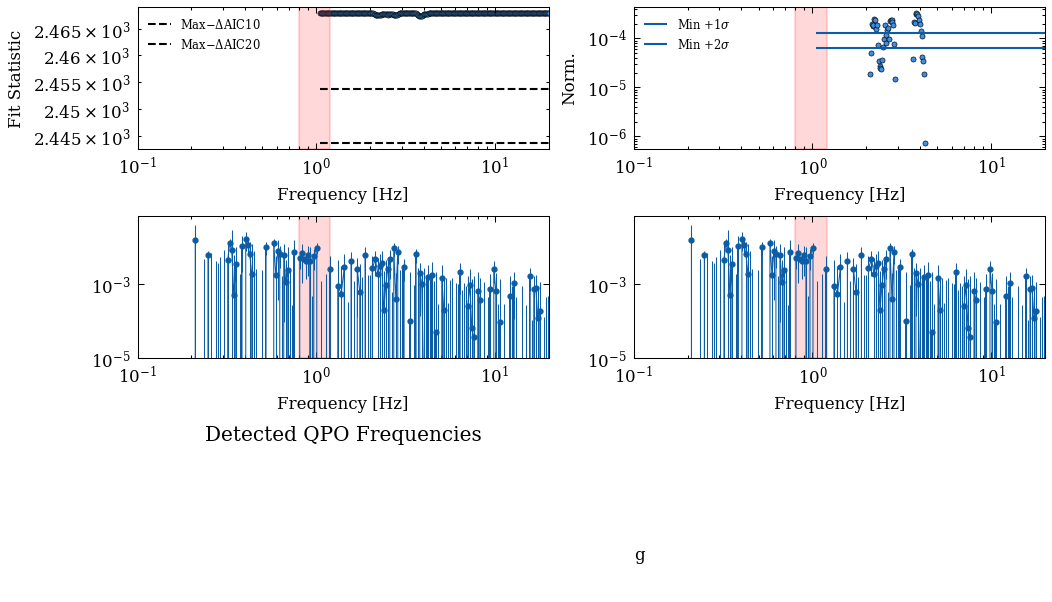 Fit Statistic
2.465 × 10³
2.46 × 10³
2.455 × 10³
2.45 × 10³
2.445 × 10³
Max−ΔAIC10
Max−ΔAIC20
10⁻¹ 10⁰ 10¹
Frequency [Hz]
Norm.
10⁻⁴
10⁻⁵
10⁻⁶
Min +1σ
Min +2σ
10⁻¹ 10⁰ 10¹
Frequency [Hz]
10⁻³
10⁻⁵
10⁻¹ 10⁰ 10¹
Frequency [Hz]
10⁻³
10⁻⁵
10⁻¹ 10⁰ 10¹
Frequency [Hz]
Detected QPO Frequencies
g